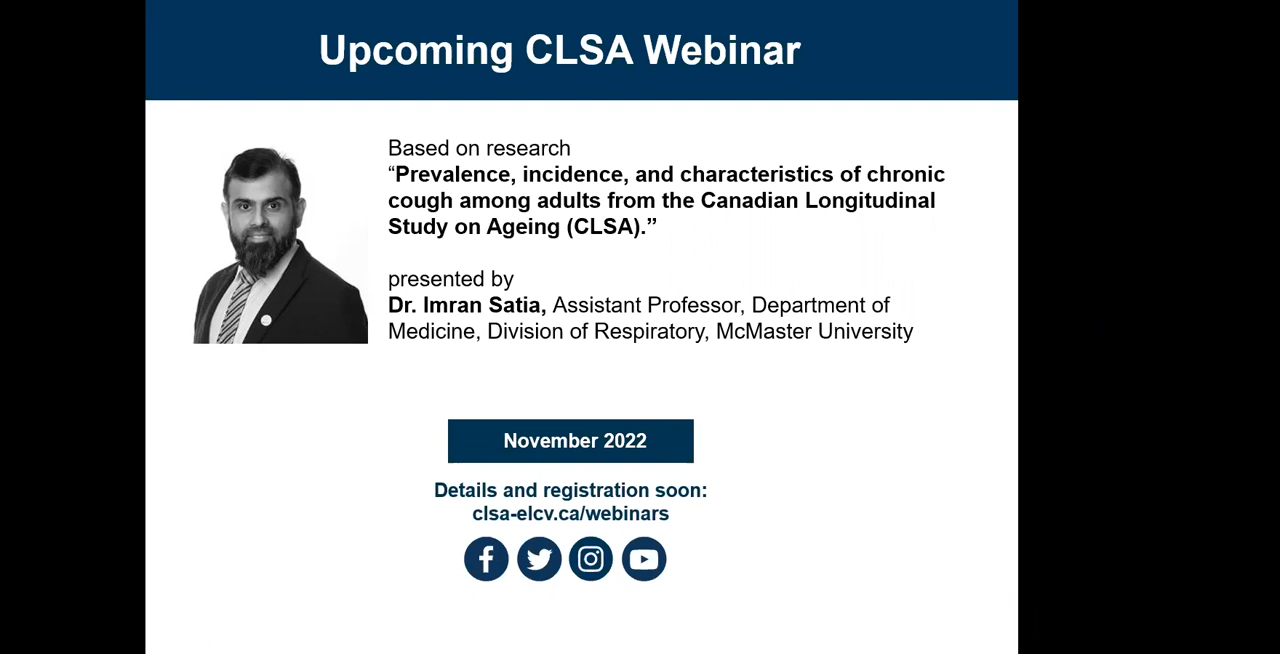 Upcoming CLSA Webinar
Based on research
“Prevalence, incidence, and characteristics of chronic
cough among adults from the Canadian Longitudinal
Study on Ageing (CLSA).”
presented by
Dr. Imran Satia, Assistant Professor, Department of
Medicine, Division of Respiratory, McMaster University
November 2022
Details and registration soon:
clsa-elcv.ca/webinars